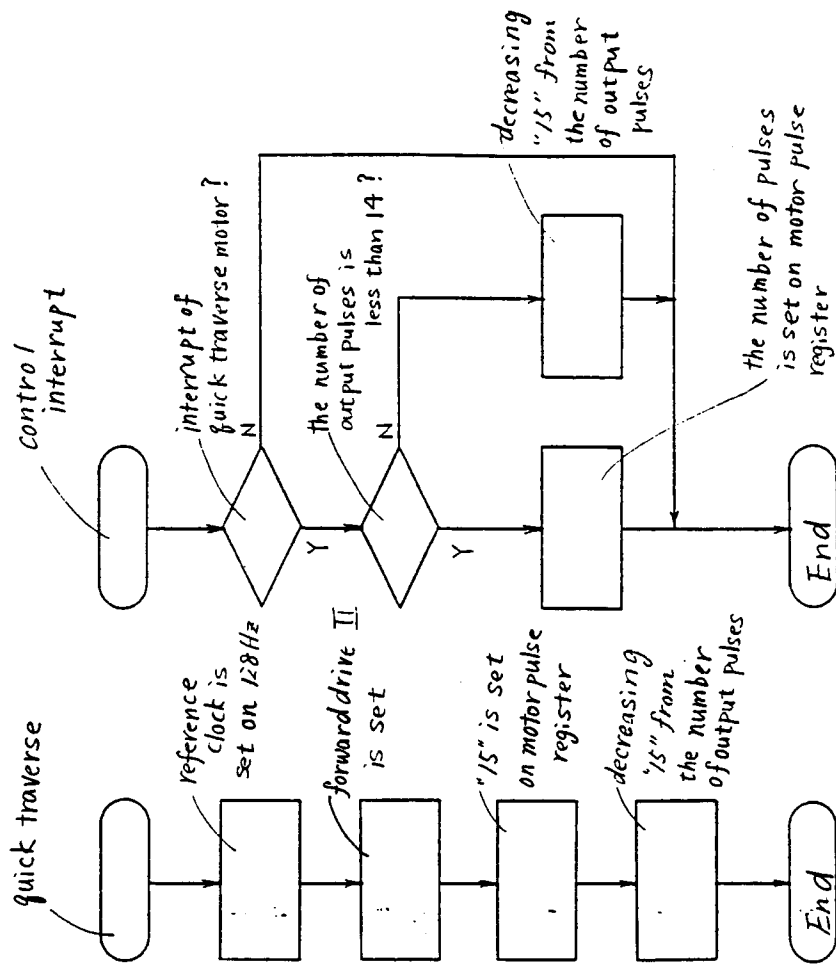 quick traverse
reference
clock is
set on 128Hz
forward drive II
is set
"15" is set
on motor pulse
register
decreasing
"15" from
the number
of output pulses
End
control
interrupt
interrupt of
quick traverse motor?
N
Y
the number of
output pulses is
less than 14?
N
Y
decreasing
"15" from
the number
of output
pulses
the number of pulses
is set on motor pulse
register
End